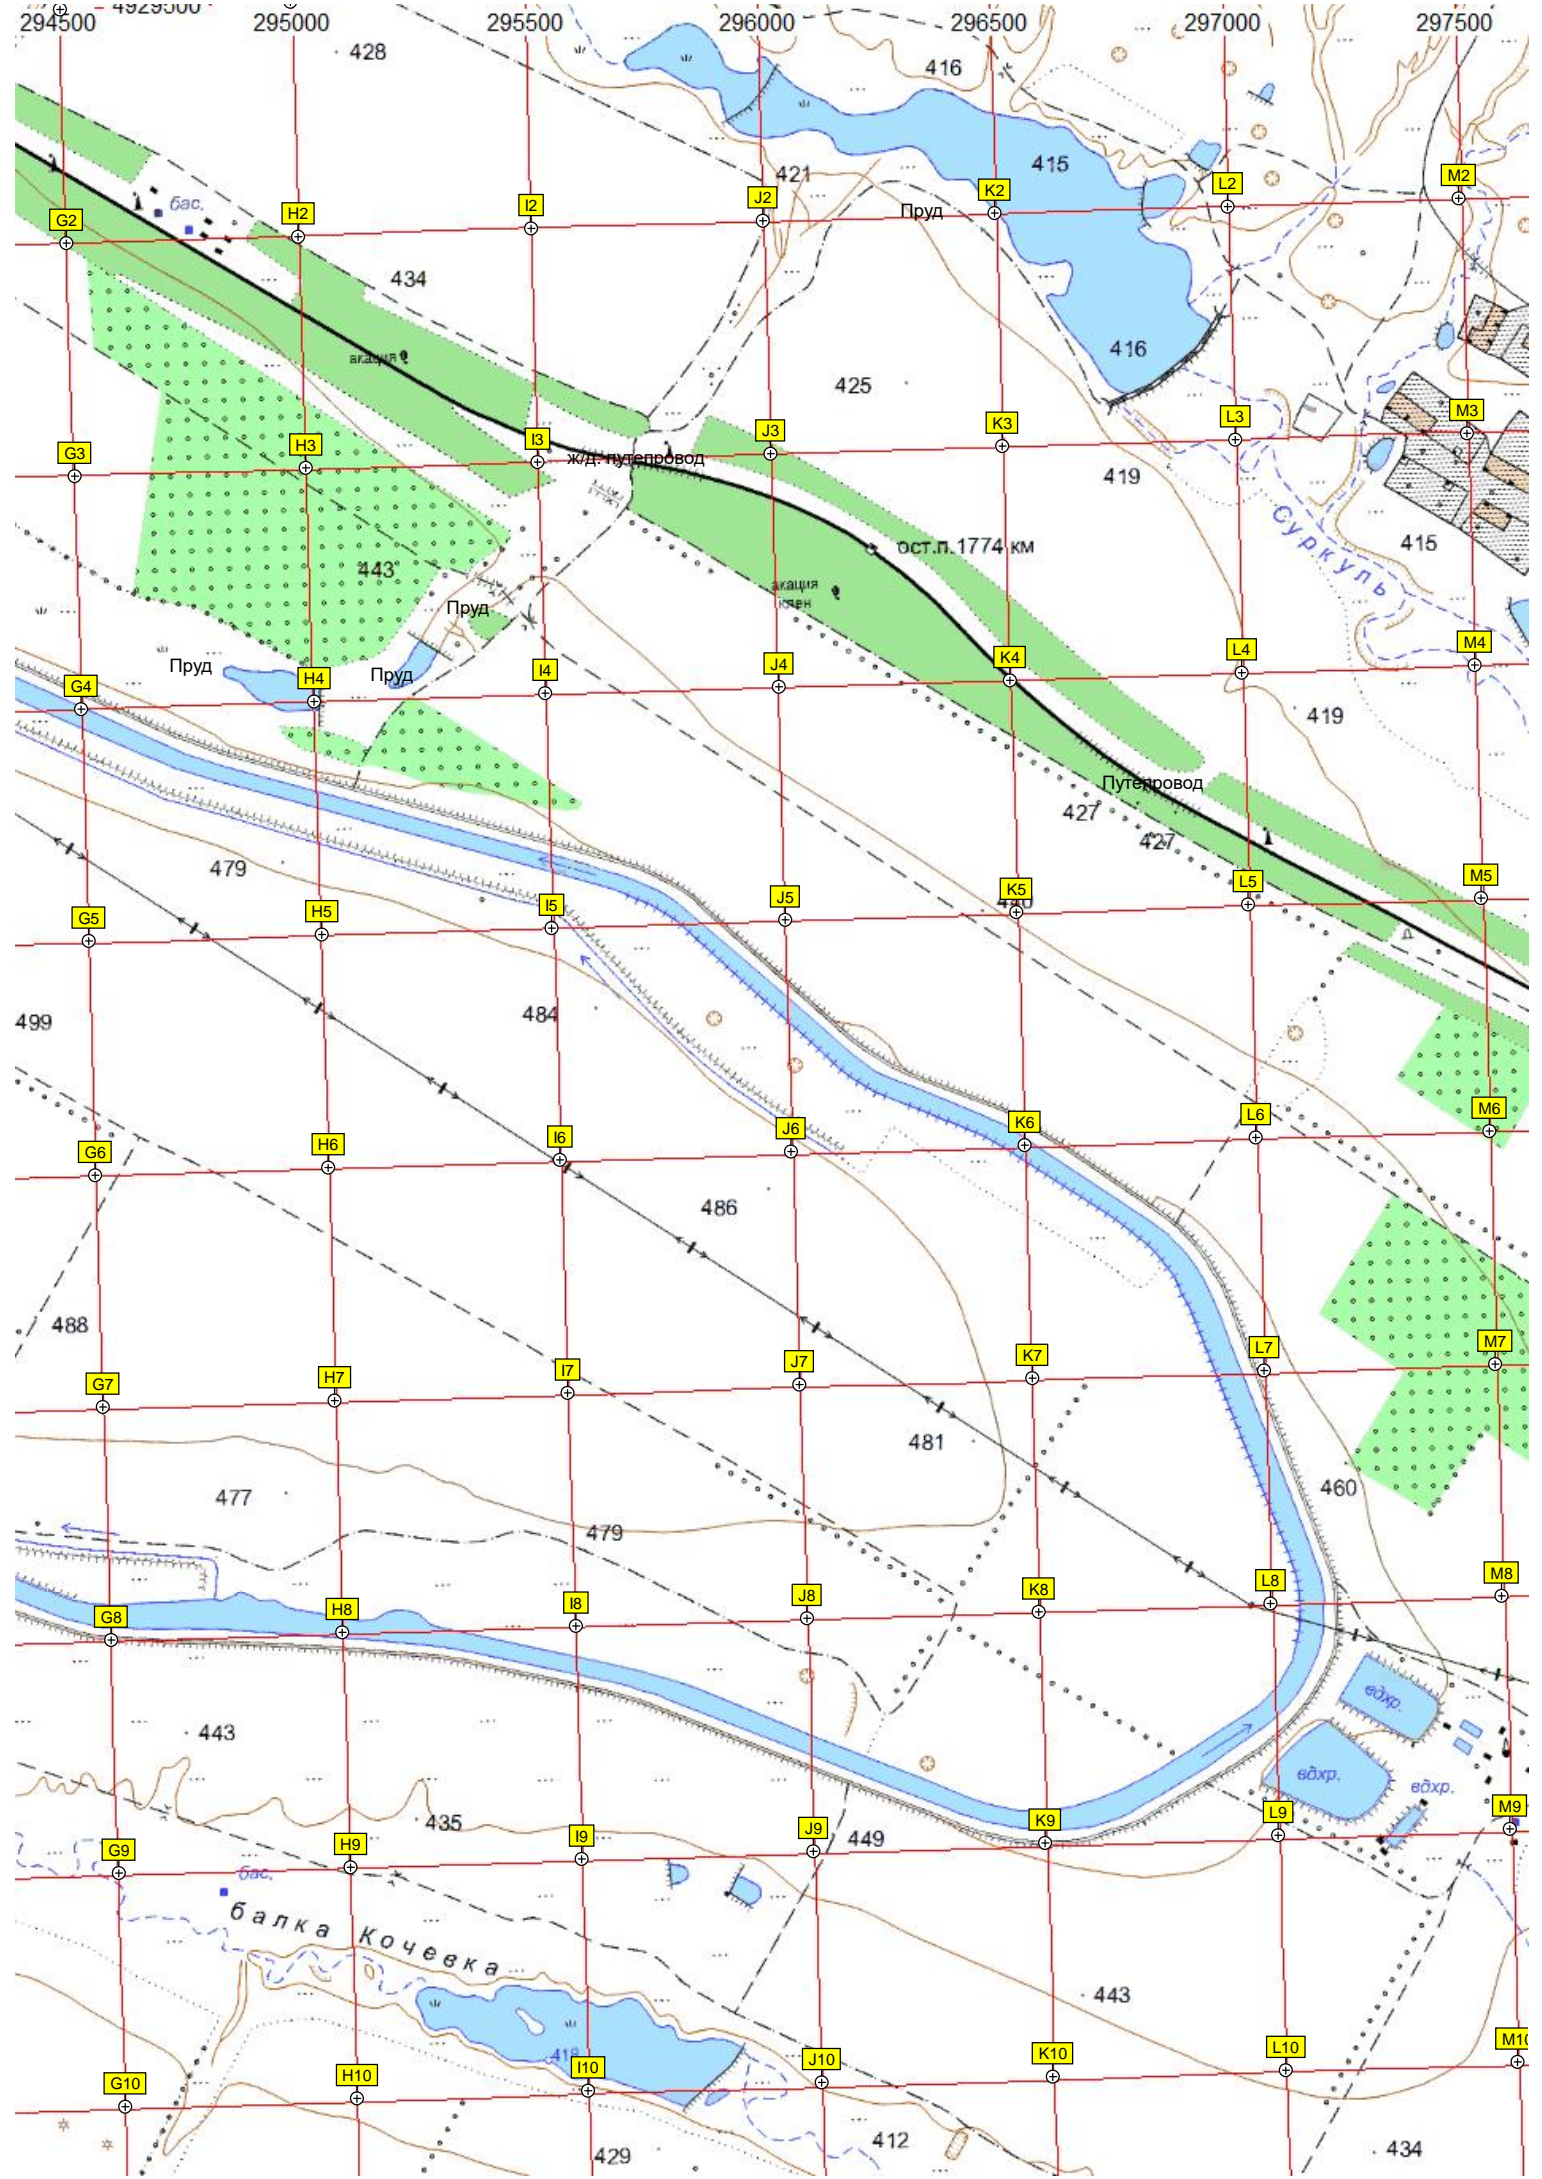 4929500
294500 295000 295500 296000 296500 297000 297500
428
416
415
421
бас.
G2 H2 I2 J2 Пруд K2 L2 M2
434
акация
416
425
G3 H3 I3 J3 K3 L3 M3
ж/д. путепровод
419
Суркуль
415
ост.п.1774 км
443
акация
клен
Пруд
Пруд Пруд
G4 H4 I4 J4 K4 L4 M4
419
Путепровод
427
427
479
G5 H5 I5 J5 K5 L5 M5
440
499
484
G6 H6 I6 J6 K6 L6 M6
486
488
G7 H7 I7 J7 K7 L7 M7
481
477
460
479
G8 H8 I8 J8 K8 L8 M8
вдхр.
443
вдхр.
вдхр.
435
449
G9 H9 I9 J9 K9 L9 M9
бас.
балка Кочевка
443
418
G10 H10 I10 J10 K10 L10 M10
429
412
434